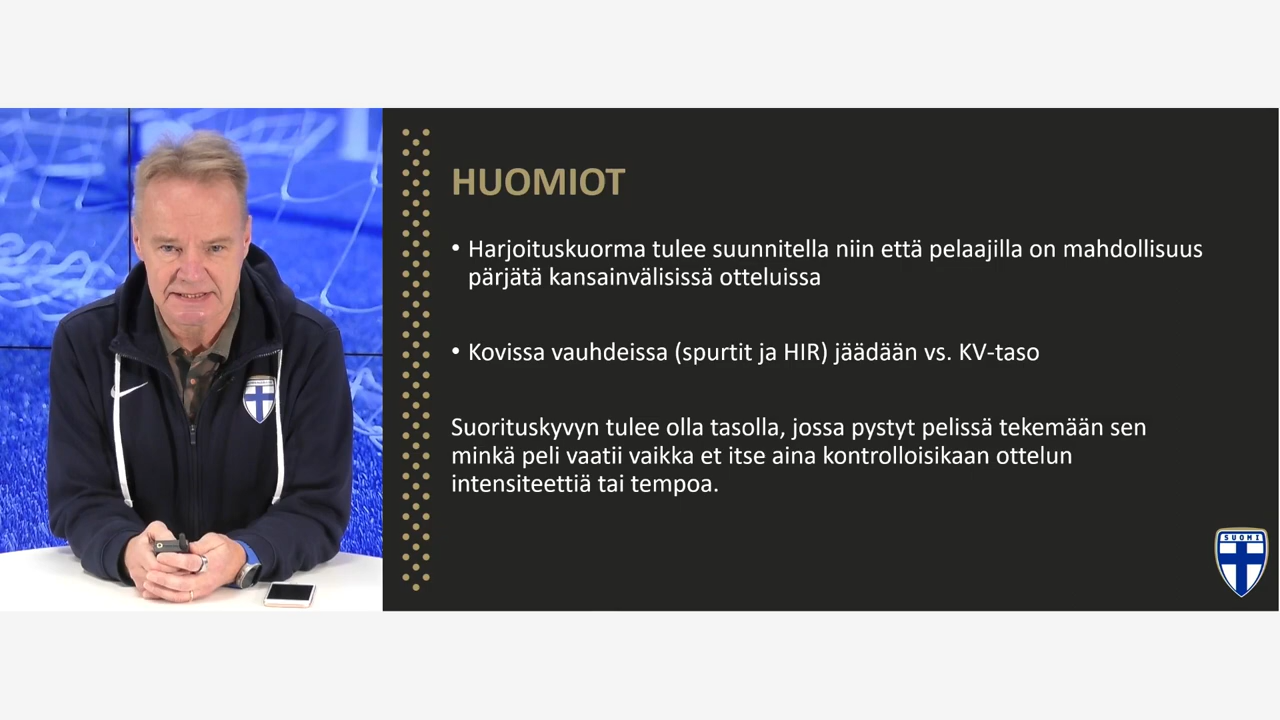 HUOMIOT
• Harjoituskuorma tulee suunnitella niin että pelaajilla on mahdollisuus
pärjätä kansainvälisissä otteluissa
• Kovissa vauhdeissa (spurtit ja HIR) jäädään vs. KV-taso
Suorituskyvyn tulee olla tasolla, jossa pystyt pelissä tekemään sen
minkä peli vaatii vaikka et itse aina kontrolloisikaan ottelun
intensiteettiä tai tempoa.
SUOMI